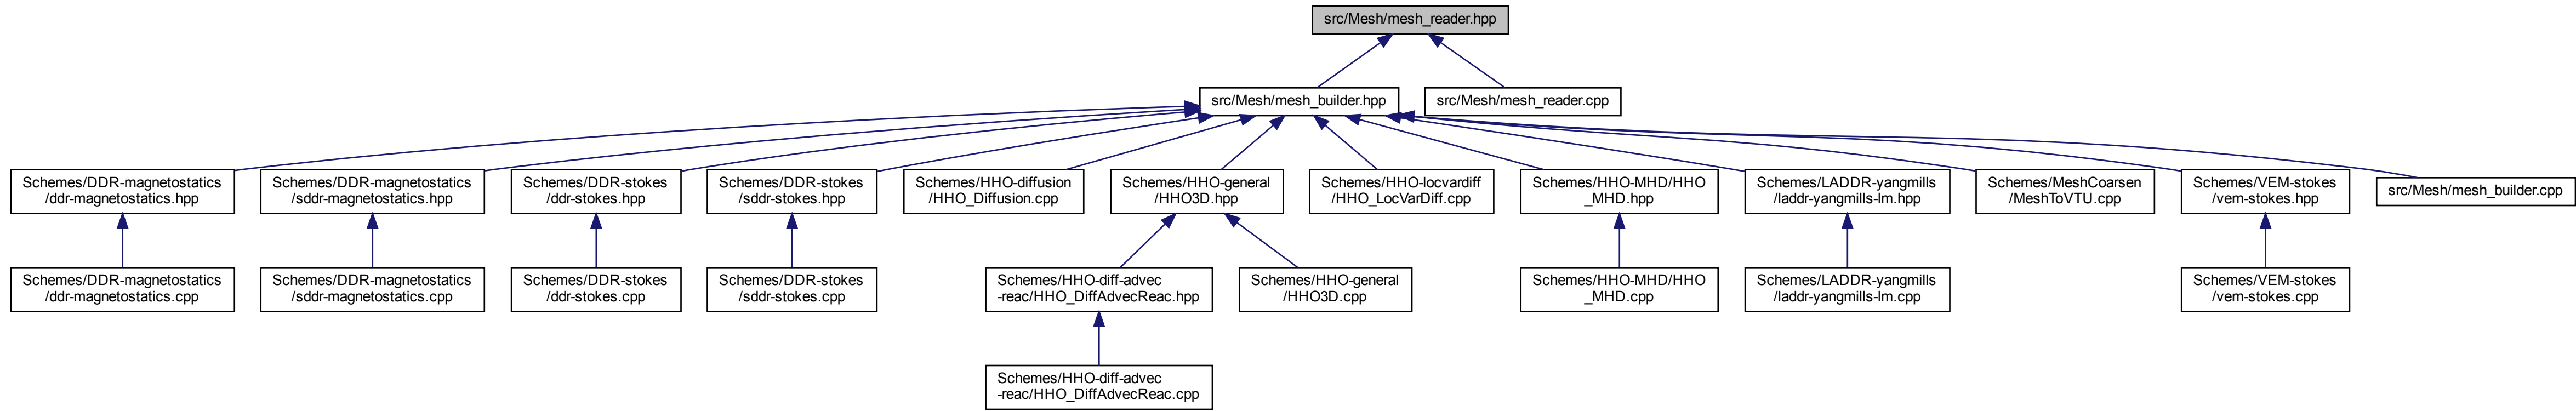 src/Mesh/mesh_reader.hpp
src/Mesh/mesh_builder.hpp
src/Mesh/mesh_reader.cpp
Schemes/DDR-magnetostatics
/ddr-magnetostatics.hpp
Schemes/DDR-magnetostatics
/sddr-magnetostatics.hpp
Schemes/DDR-stokes
/ddr-stokes.hpp
Schemes/DDR-stokes
/sddr-stokes.hpp
Schemes/HHO-diffusion
/HHO_Diffusion.cpp
Schemes/HHO-general
/HHO3D.hpp
Schemes/HHO-locvardiff
/HHO_LocVarDiff.cpp
Schemes/HHO-MHD/HHO
_MHD.hpp
Schemes/LADDR-yangmills
/laddr-yangmills-lm.hpp
Schemes/MeshCoarsen
/MeshToVTU.cpp
Schemes/VEM-stokes
/vem-stokes.hpp
src/Mesh/mesh_builder.cpp
Schemes/DDR-magnetostatics
/ddr-magnetostatics.cpp
Schemes/DDR-magnetostatics
/sddr-magnetostatics.cpp
Schemes/DDR-stokes
/ddr-stokes.cpp
Schemes/DDR-stokes
/sddr-stokes.cpp
Schemes/HHO-diff-advec
-reac/HHO_DiffAdvecReac.hpp
Schemes/HHO-general
/HHO3D.cpp
Schemes/HHO-MHD/HHO
_MHD.cpp
Schemes/LADDR-yangmills
/laddr-yangmills-lm.cpp
Schemes/VEM-stokes
/vem-stokes.cpp
Schemes/HHO-diff-advec
-reac/HHO_DiffAdvecReac.cpp